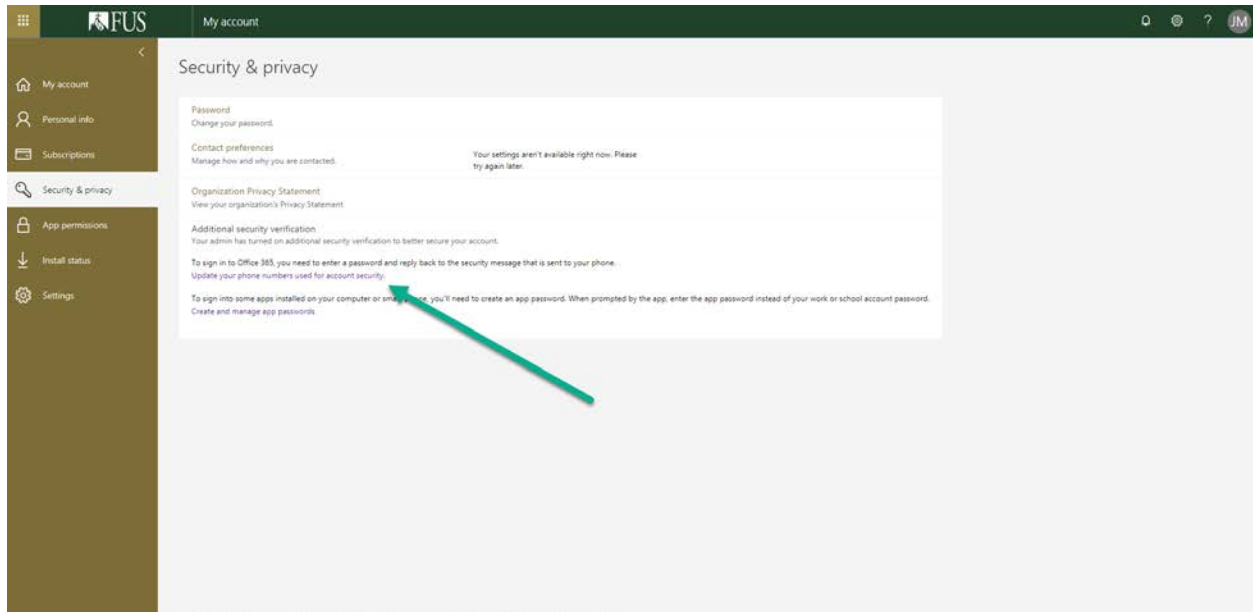 FUS
My account
?
JM
My account
Personal info
Subscriptions
Security & privacy
App permissions
Install status
Settings
Security & privacy
Password
Change your password.
Contact preferences
Manage how and why you are contacted.
Your settings aren't available right now. Please
try again later.
Organization Privacy Statement
View your organization's Privacy Statement
Additional security verification
Your admin has turned on additional security verification to better secure your account.
To sign in to Office 365, you need to enter a password and reply back to the security message that is sent to your phone.
Update your phone numbers used for account security.
To sign into some apps installed on your computer or you'll need to create an app password. When prompted by the app, enter the app password instead of your work or school account password.
Create and manage app passwords